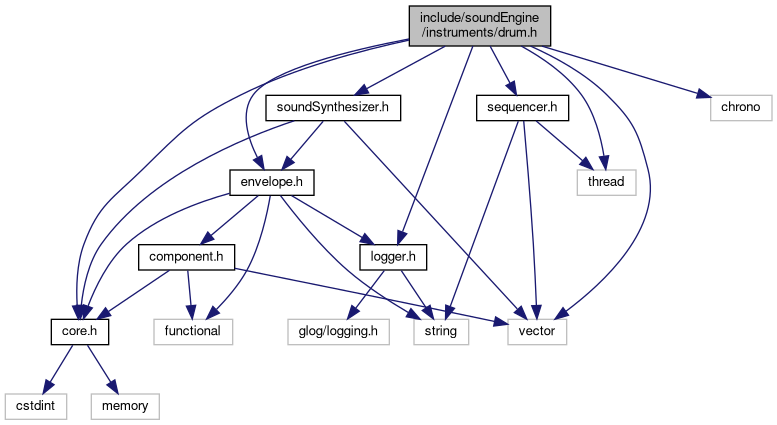 include/soundEngine
/instruments/drum.h
soundSynthesizer.h
sequencer.h
chrono
envelope.h
thread
component.h
logger.h
core.h
functional
glog/logging.h
string
vector
cstdint
memory